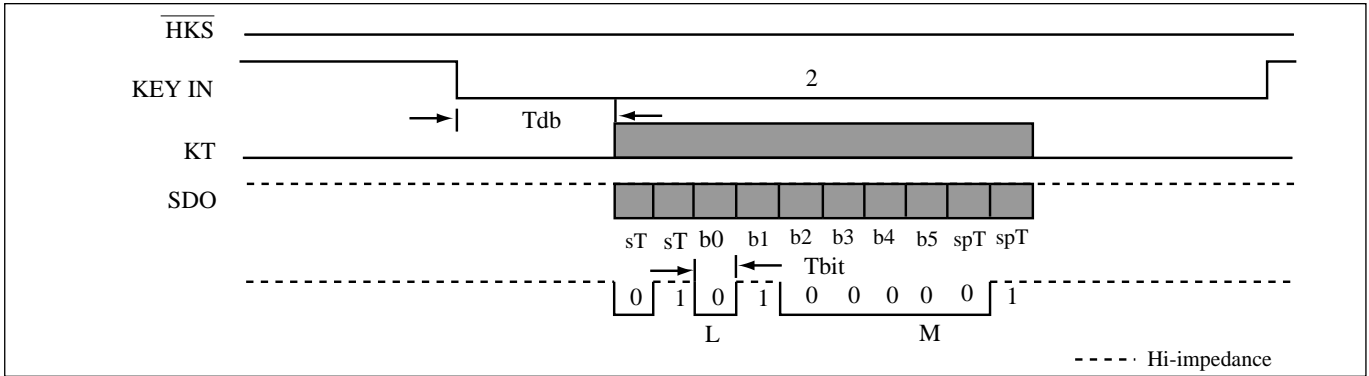 HKS
KEY IN 2
Tdb
KT
SDO
sT sT b0 b1 b2 b3 b4 b5 spT spT
Tbit
0 1 0 1 0 0 0 0 0 1
L M
Hi-impedance